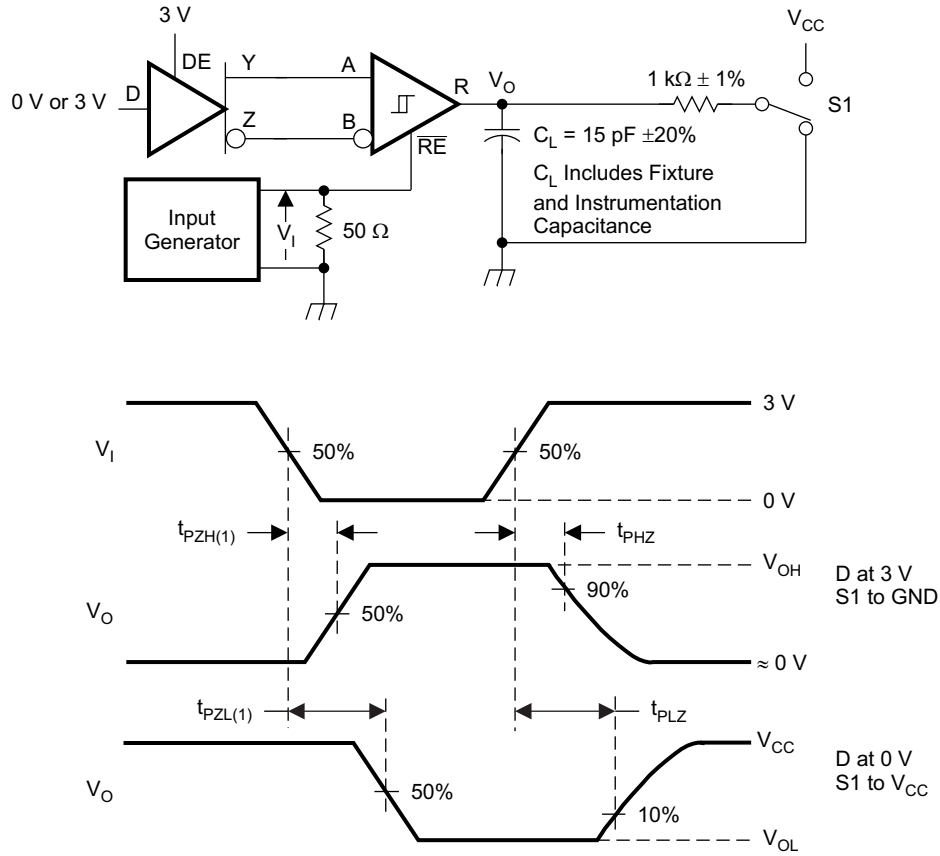 3 V
V_CC
DE
Y
A
D
0 V or 3 V
R
V_O
1 kΩ ± 1%
S1
Z
B
RE
C_L = 15 pF ±20%
C_L Includes Fixture
and Instrumentation
Capacitance
Input
Generator
V_I
50 Ω
3 V
V_I
50%
50%
0 V
t_PZH(1)
t_PHZ
V_OH
D at 3 V
S1 to GND
90%
V_O
50%
≈ 0 V
t_PZL(1)
t_PLZ
V_CC
D at 0 V
S1 to V_CC
V_O
50%
10%
V_OL